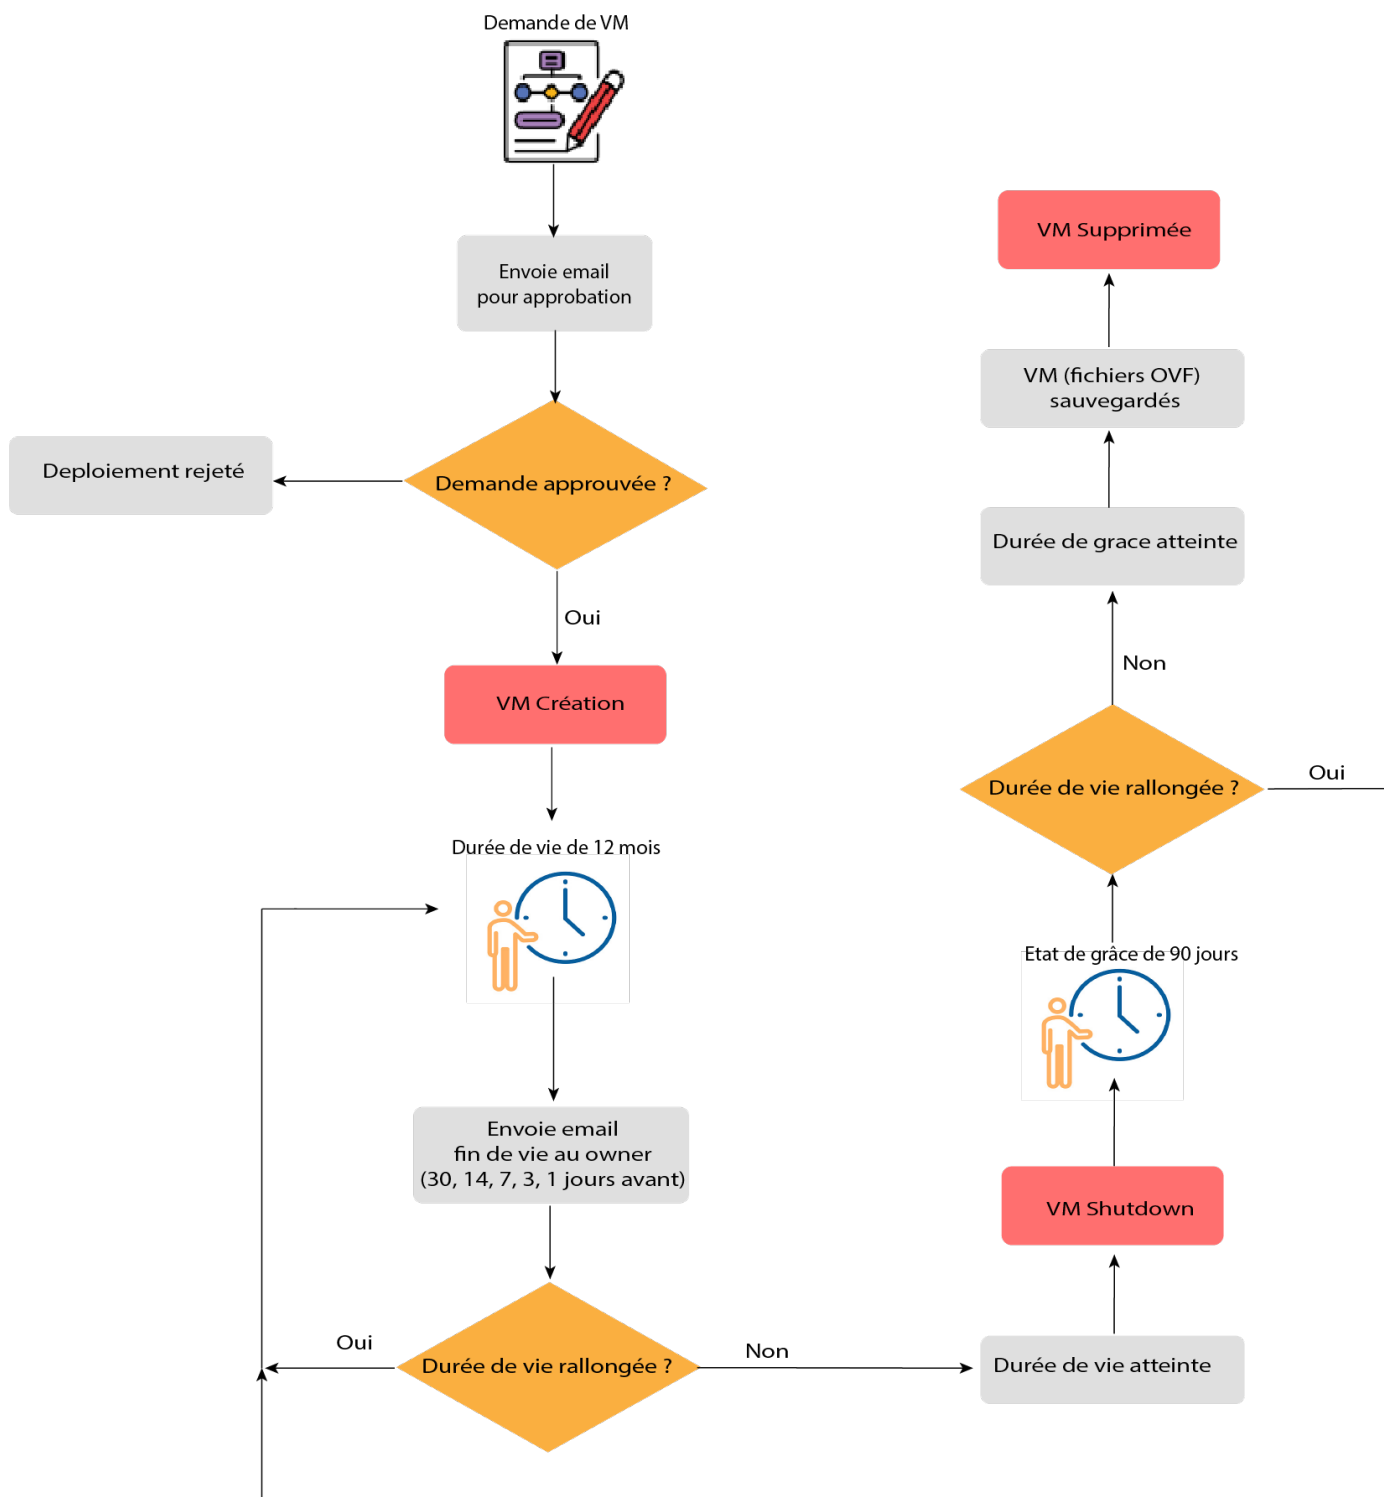 Demande de VM
Envoie email
pour approbation
Demande approuvée ?
Deploiement rejeté
Oui
VM Création
Durée de vie de 12 mois
Envoie email
fin de vie au owner
(30, 14, 7, 3, 1 jours avant)
Durée de vie rallongée ?
Oui
Non
Durée de vie atteinte
VM Shutdown
Etat de grâce de 90 jours
Durée de vie rallongée ?
Oui
Non
Durée de grace atteinte
VM (fichiers OVF)
sauvegardés
VM Supprimée